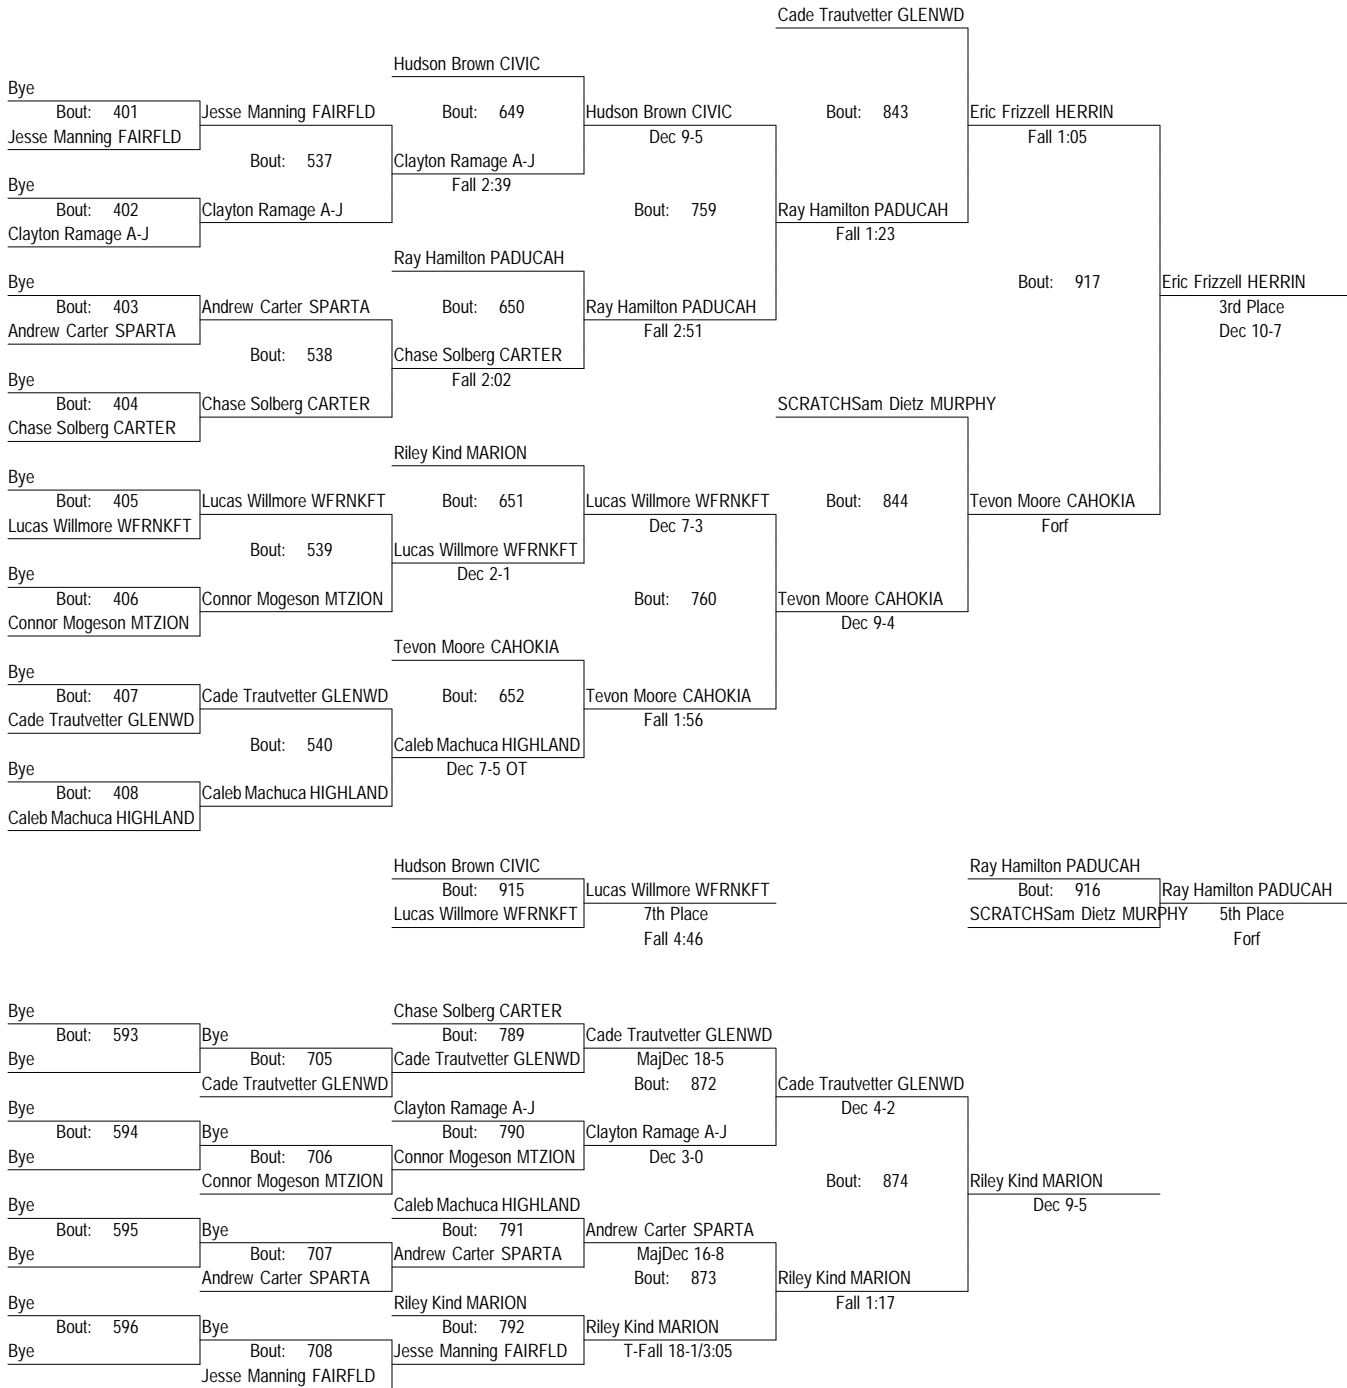 Cade Trautvetter GLENWD
Hudson Brown CIVIC
Bye
Bout: 401 Jesse Manning FAIRFLD Bout: 649 Hudson Brown CIVIC Bout: 843 Eric Frizzell HERRIN
Jesse Manning FAIRFLD Dec 9-5 Fall 1:05
Bout: 537 Clayton Ramage A-J
Bye Fall 2:39
Bout: 402 Clayton Ramage A-J Bout: 759 Ray Hamilton PADUCAH
Clayton Ramage A-J Fall 1:23
Ray Hamilton PADUCAH
Bye Bout: 917 Eric Frizzell HERRIN
Bout: 403 Andrew Carter SPARTA Bout: 650 Ray Hamilton PADUCAH 3rd Place
Andrew Carter SPARTA Fall 2:51 Dec 10-7
Bout: 538 Chase Solberg CARTER
Bye Fall 2:02
Bout: 404 Chase Solberg CARTER SCRATCHSam Dietz MURPHY
Chase Solberg CARTER
Riley Kind MARION
Bye
Bout: 405 Lucas Willmore WFRNKFT Bout: 651 Lucas Willmore WFRNKFT Bout: 844 Tevon Moore CAHOKIA
Lucas Willmore WFRNKFT Dec 7-3 Forf
Bout: 539 Lucas Willmore WFRNKFT
Bye Dec 2-1
Bout: 406 Connor Mogeson MTZION Bout: 760 Tevon Moore CAHOKIA
Connor Mogeson MTZION Dec 9-4
Tevon Moore CAHOKIA
Bye
Bout: 407 Cade Trautvetter GLENWD Bout: 652 Tevon Moore CAHOKIA
Cade Trautvetter GLENWD Fall 1:56
Bout: 540 Caleb Machuca HIGHLAND
Bye Dec 7-5 OT
Bout: 408 Caleb Machuca HIGHLAND
Caleb Machuca HIGHLAND
Hudson Brown CIVIC Ray Hamilton PADUCAH
Bout: 915 Lucas Willmore WFRNKFT Bout: 916 Ray Hamilton PADUCAH
Lucas Willmore WFRNKFT 7th Place SCRATCHSam Dietz MURPHY 5th Place
Fall 4:46 Forf
Bye Chase Solberg CARTER
Bout: 593 Bye Bout: 789 Cade Trautvetter GLENWD
Bye Bout: 705 Cade Trautvetter GLENWD MajDec 18-5
Cade Trautvetter GLENWD Bout: 872 Cade Trautvetter GLENWD
Bye Clayton Ramage A-J Dec 4-2
Bout: 594 Bye Bout: 790 Clayton Ramage A-J
Bye Bout: 706 Connor Mogeson MTZION Dec 3-0
Connor Mogeson MTZION Bout: 874 Riley Kind MARION
Bye Caleb Machuca HIGHLAND Dec 9-5
Bout: 595 Bye Bout: 791 Andrew Carter SPARTA
Bye Bout: 707 Andrew Carter SPARTA MajDec 16-8
Andrew Carter SPARTA Bout: 873 Riley Kind MARION
Bye Riley Kind MARION Fall 1:17
Bout: 596 Bye Bout: 792 Riley Kind MARION
Bye Bout: 708 Jesse Manning FAIRFLD T-Fall 18-1/3:05
Jesse Manning FAIRFLD